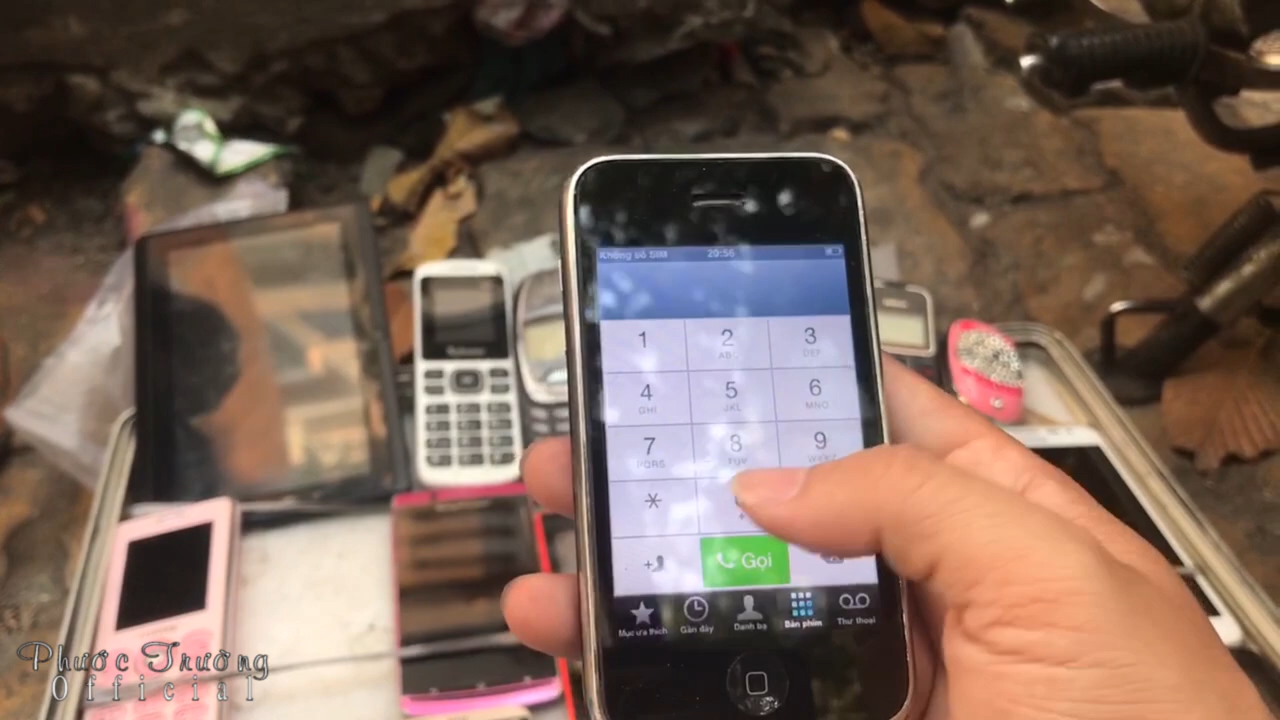 Không có SIM 20:56
1 2 3
ABC DEF
4 5 6
GHI JKL MNO
7 8 9
PQRS TUV
*
+
Gọi
Mục ưa thích Gần đây Danh bạ Bàn phím Thư thoại
Phước Trường
Official